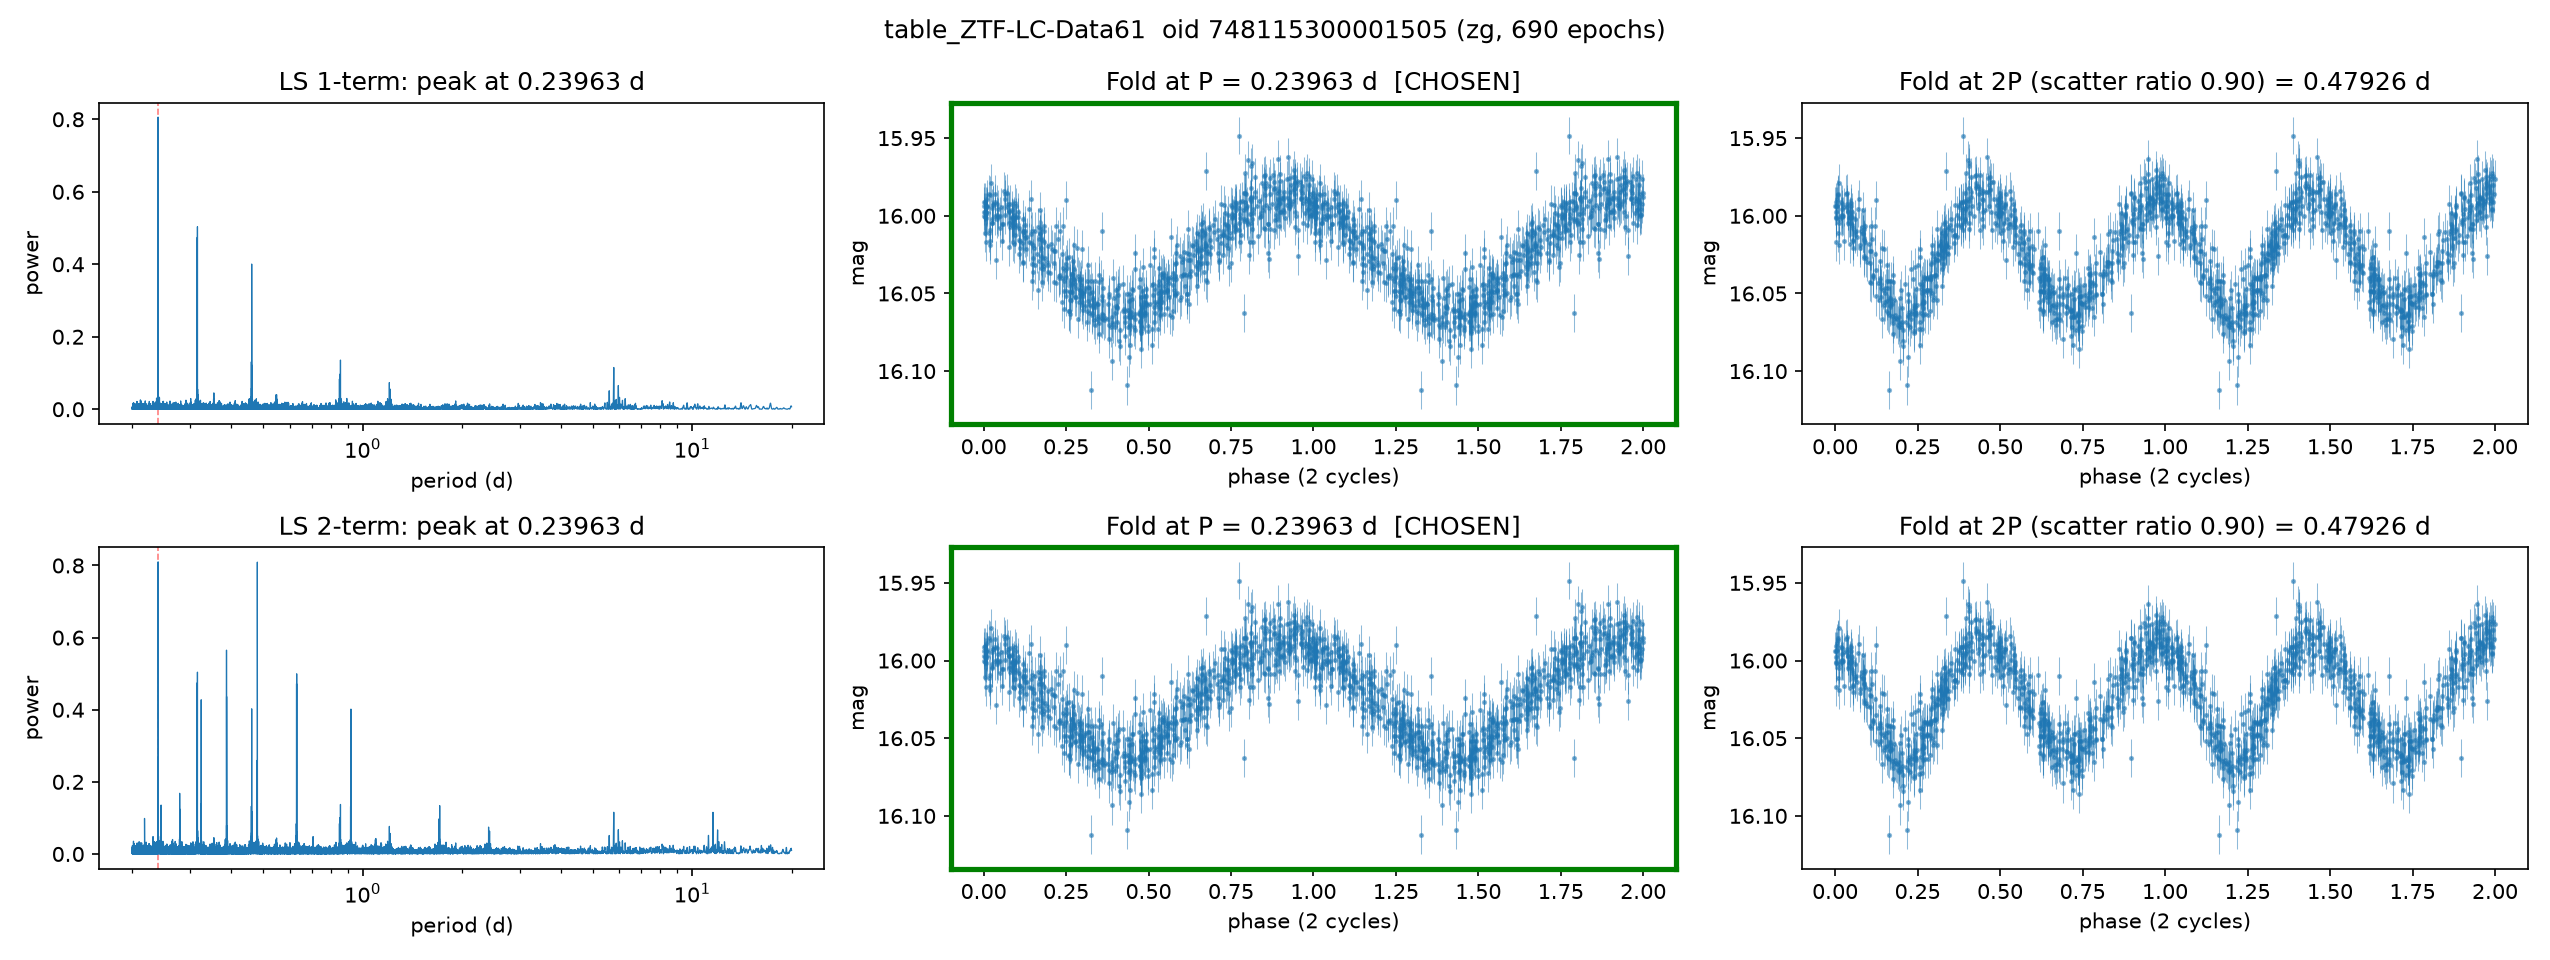 table_ZTF-LC-Data61  oid 748115300001505 (zg, 690 epochs)
LS 1-term: peak at 0.23963 d
power
0.8
0.6
0.4
0.2
0.0
10^0
10^1
period (d)
Fold at P = 0.23963 d  [CHOSEN]
mag
15.95
16.00
16.05
16.10
0.00 0.25 0.50 0.75 1.00 1.25 1.50 1.75 2.00
phase (2 cycles)
Fold at 2P (scatter ratio 0.90) = 0.47926 d
mag
15.95
16.00
16.05
16.10
0.00 0.25 0.50 0.75 1.00 1.25 1.50 1.75 2.00
phase (2 cycles)
LS 2-term: peak at 0.23963 d
power
0.8
0.6
0.4
0.2
0.0
10^0
10^1
period (d)
Fold at P = 0.23963 d  [CHOSEN]
mag
15.95
16.00
16.05
16.10
0.00 0.25 0.50 0.75 1.00 1.25 1.50 1.75 2.00
phase (2 cycles)
Fold at 2P (scatter ratio 0.90) = 0.47926 d
mag
15.95
16.00
16.05
16.10
0.00 0.25 0.50 0.75 1.00 1.25 1.50 1.75 2.00
phase (2 cycles)